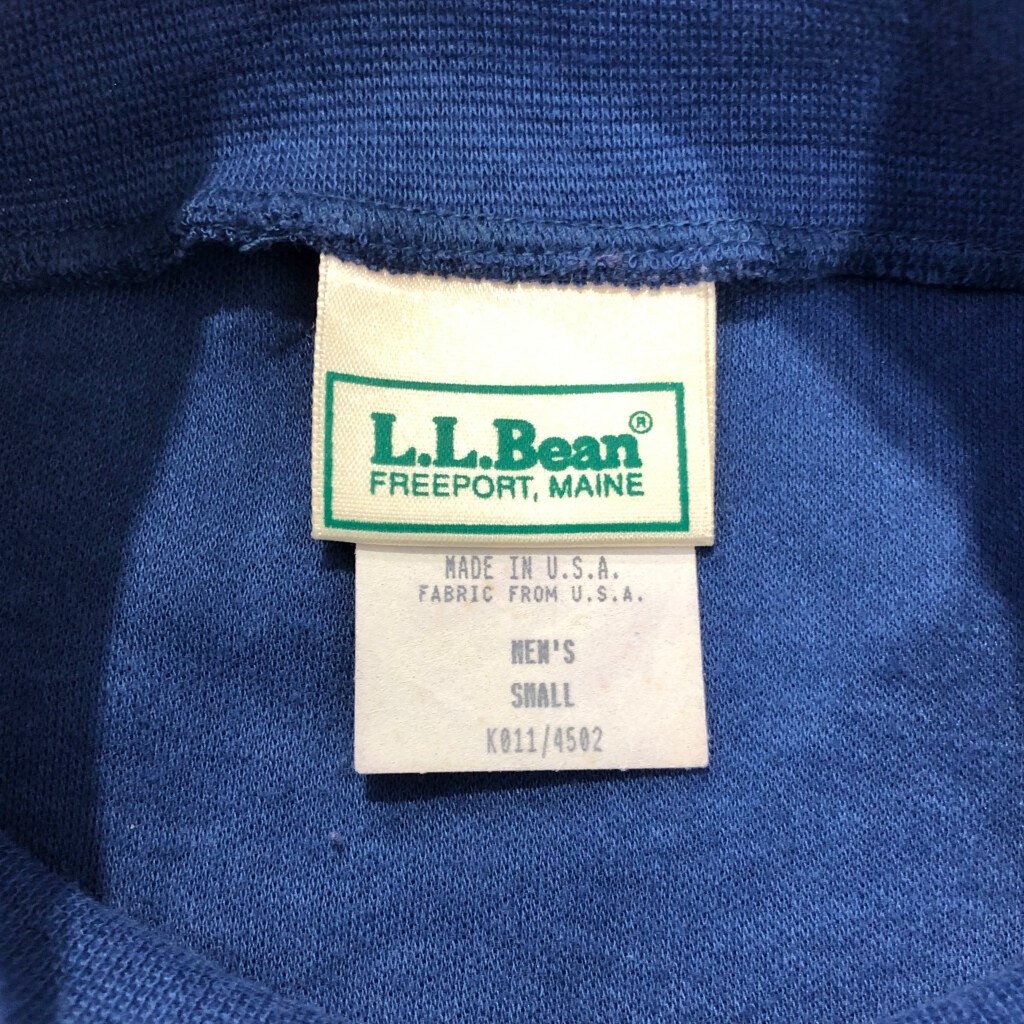 L.L.Bean®
FREEPORT, MAINE
MADE IN U.S.A.
FABRIC FROM U.S.A.
MEN'S
SMALL
K011/4502